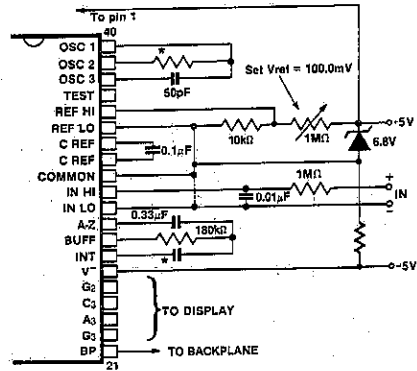 To pin 1
40
OSC 1
OSC 2
*
OSC 3
50pF
Set Vref = 100.0mV
TEST
REF HI
+5V
REF LO
10kΩ
1MΩ
6.8V
C REF
0.1µF
C REF
COMMON
1MΩ
+
IN HI
0.01µF
IN
IN LO
–
0.33µF
A-Z
BUFF
180kΩ
INT
*
V–
–5V
G2
C3
TO DISPLAY
A3
G3
BP
TO BACKPLANE
21